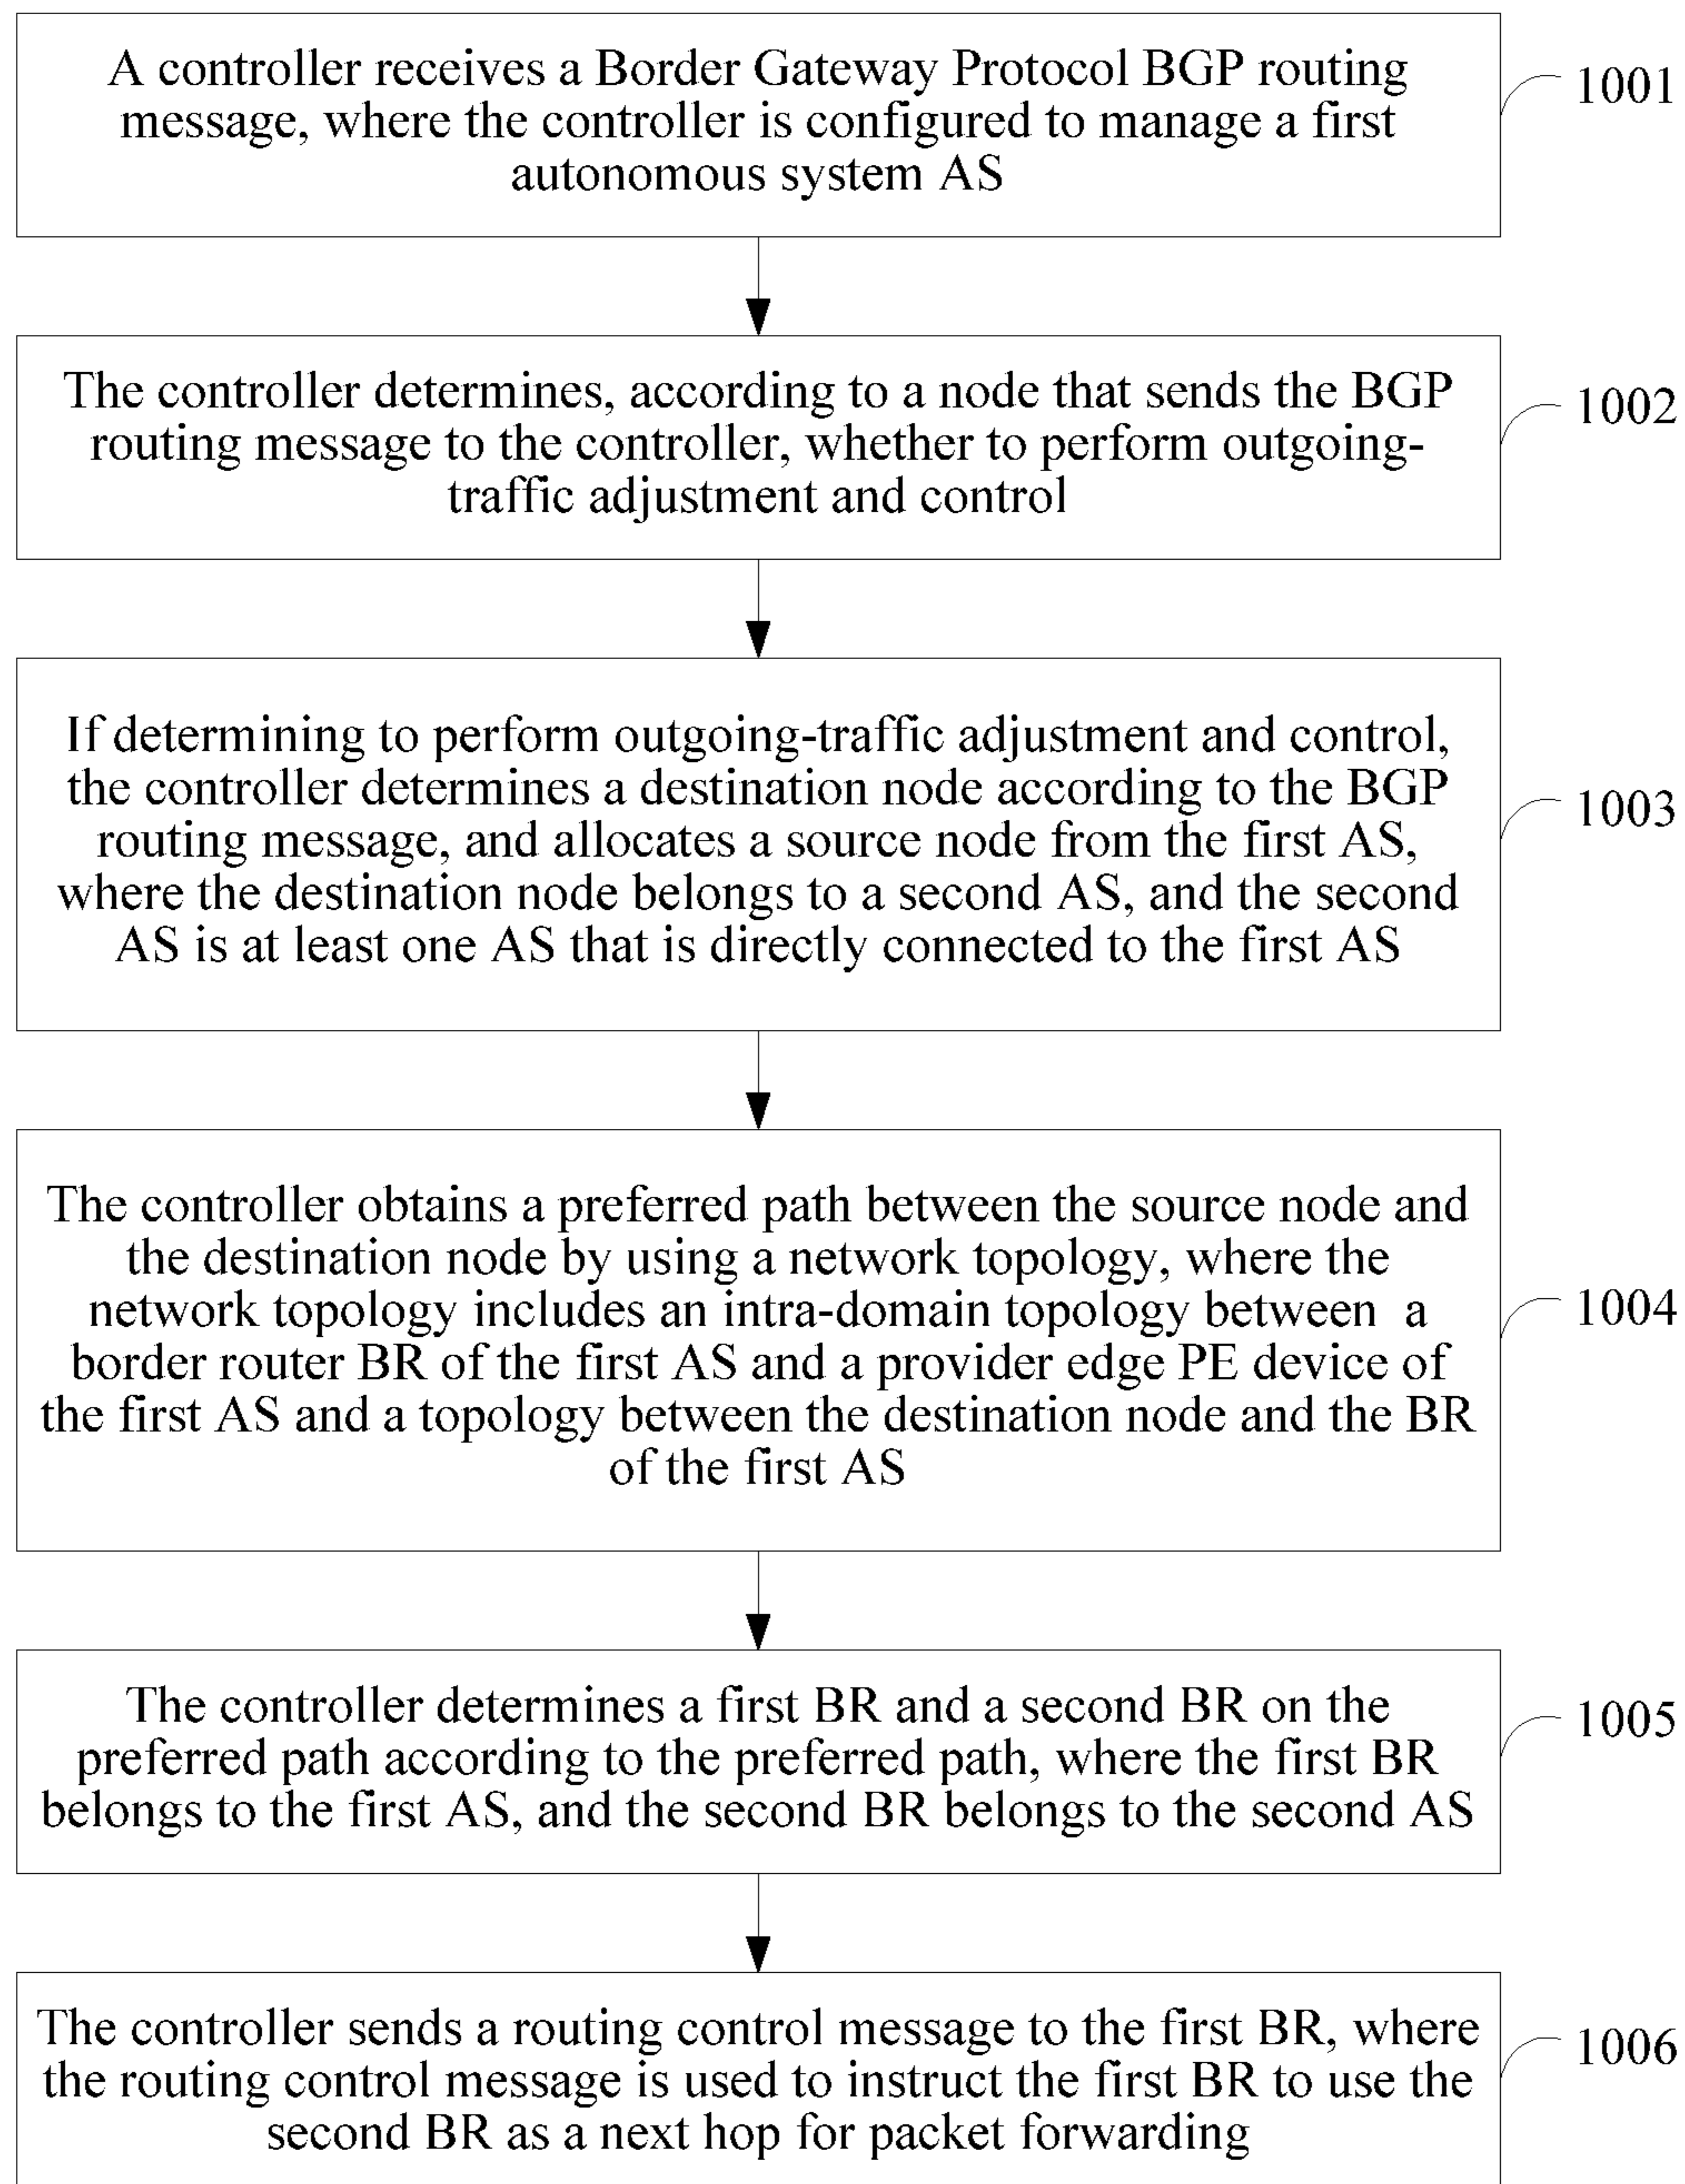 A controller receives a Border Gateway Protocol BGP routing
message, where the controller is configured to manage a first
autonomous system AS
1001
The controller determines, according to a node that sends the BGP
routing message to the controller, whether to perform outgoing-
traffic adjustment and control
1002
If determining to perform outgoing-traffic adjustment and control,
the controller determines a destination node according to the BGP
routing message, and allocates a source node from the first AS,
where the destination node belongs to a second AS, and the second
AS is at least one AS that is directly connected to the first AS
1003
The controller obtains a preferred path between the source node and
the destination node by using a network topology, where the
network topology includes an intra-domain topology between a
border router BR of the first AS and a provider edge PE device of
the first AS and a topology between the destination node and the BR
of the first AS
1004
The controller determines a first BR and a second BR on the
preferred path according to the preferred path, where the first BR
belongs to the first AS, and the second BR belongs to the second AS
1005
The controller sends a routing control message to the first BR, where
the routing control message is used to instruct the first BR to use the
second BR as a next hop for packet forwarding
1006